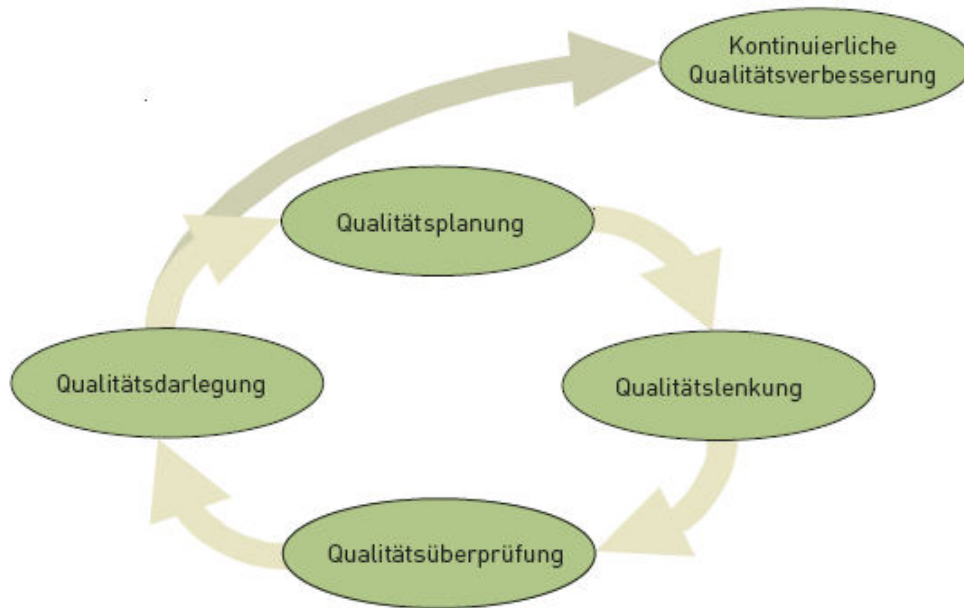 Kontinuierliche
Qualitätsverbesserung
Qualitätsplanung
Qualitätsdarlegung
Qualitätslenkung
Qualitätsüberprüfung